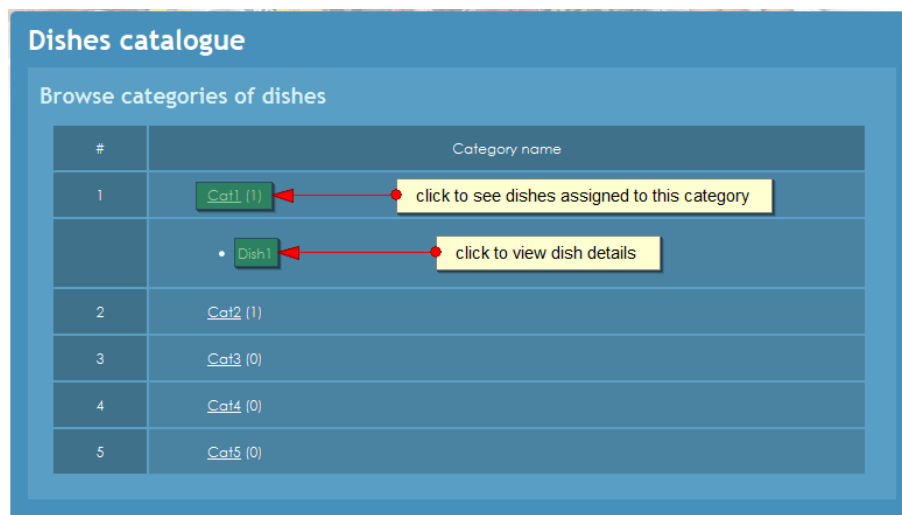 Dishes catalogue
Browse categories of dishes
# Category name
1 Cat1 (1) click to see dishes assigned to this category
• Dish1 click to view dish details
2 Cat2 (1)
3 Cat3 (0)
4 Cat4 (0)
5 Cat5 (0)